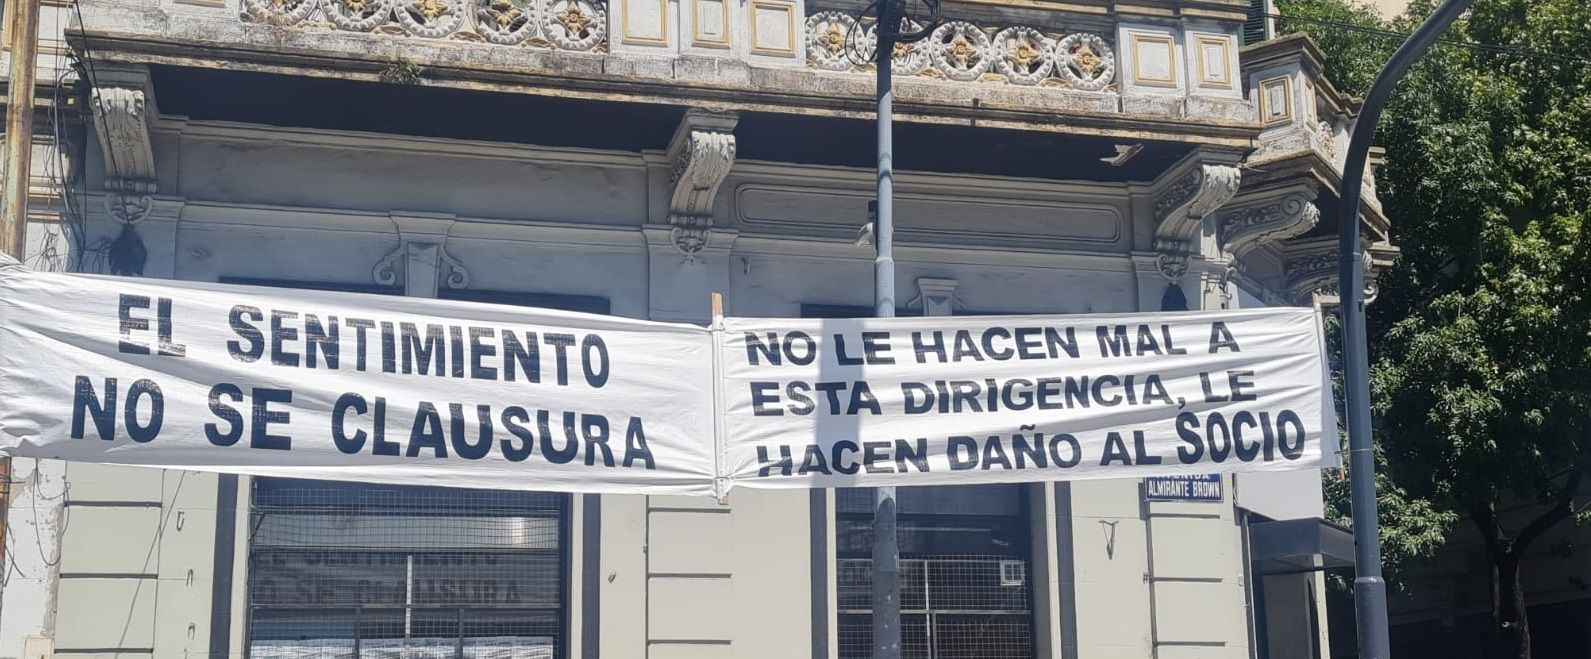 EL SENTIMIENTO
NO SE CLAUSURA
NO LE HACEN MAL A
ESTA DIRIGENCIA, LE
HACEN DAÑO AL SOCIO
ALMIRANTE BROWN